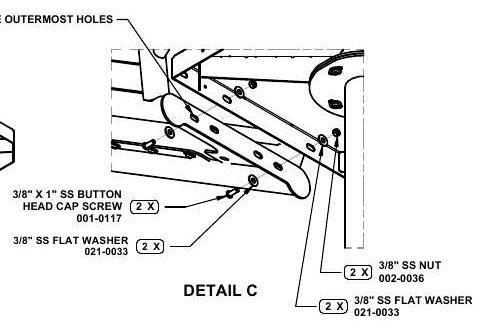 OUTERMOST HOLES
3/8" X 1" SS BUTTON
HEAD CAP SCREW
001-0117
2 X
3/8" SS FLAT WASHER
021-0033
2 X
DETAIL C
2 X
3/8" SS NUT
002-0036
2 X
3/8" SS FLAT WASHER
021-0033